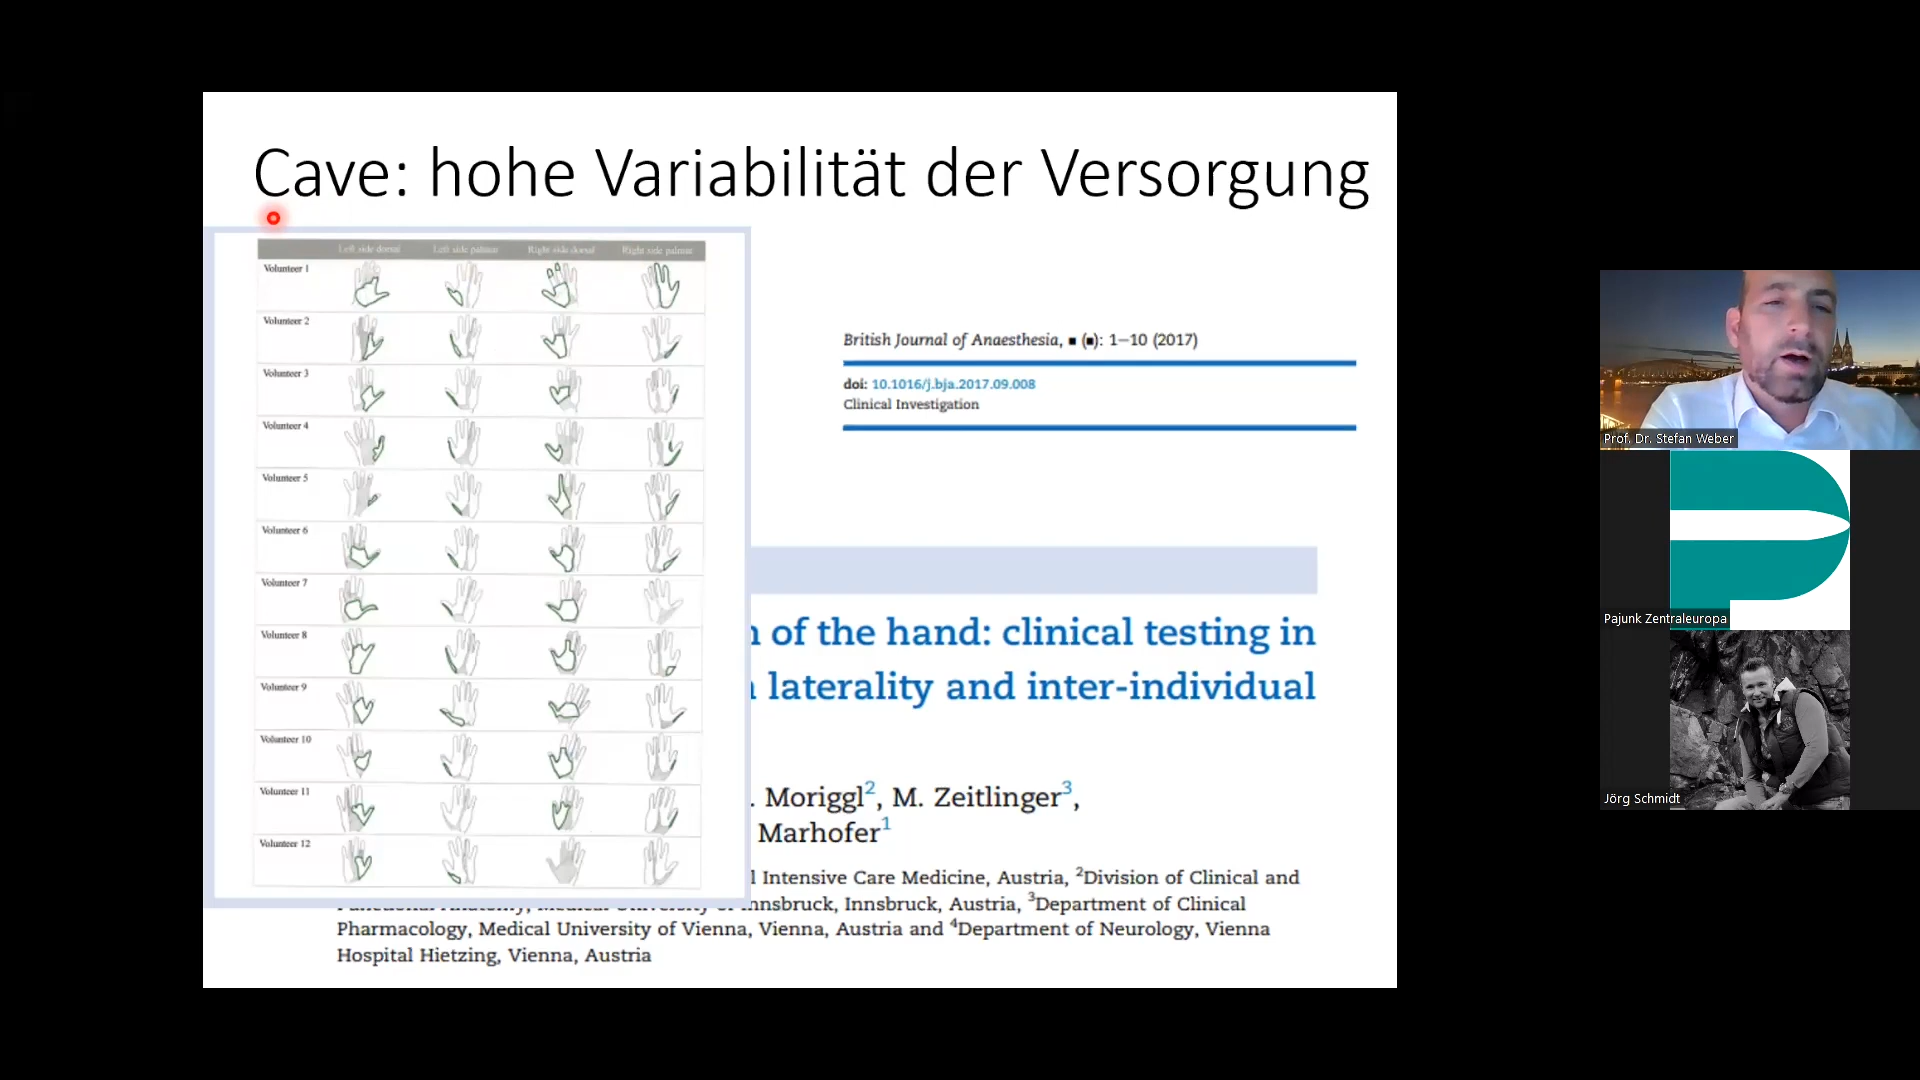 Cave: hohe Variabilität der Versorgung
Left side dorsal Left side palmar Right side dorsal Right side palmar
Volunteer 1
Volunteer 2
Volunteer 3
Volunteer 4
Volunteer 5
Volunteer 6
Volunteer 7
Volunteer 8
Volunteer 9
Volunteer 10
Volunteer 11
Volunteer 12
British Journal of Anaesthesia, ▪ (▪): 1–10 (2017)
doi: 10.1016/j.bja.2017.09.008
Clinical Investigation
of the hand: clinical testing in
laterality and inter-individual
. Moriggl2, M. Zeitlinger3,
Marhofer1
l Intensive Care Medicine, Austria, 2Division of Clinical and
Innsbruck, Innsbruck, Austria, 3Department of Clinical
Pharmacology, Medical University of Vienna, Vienna, Austria and 4Department of Neurology, Vienna
Hospital Hietzing, Vienna, Austria
Prof. Dr. Stefan Weber
Pajunk Zentraleuropa
Jörg Schmidt